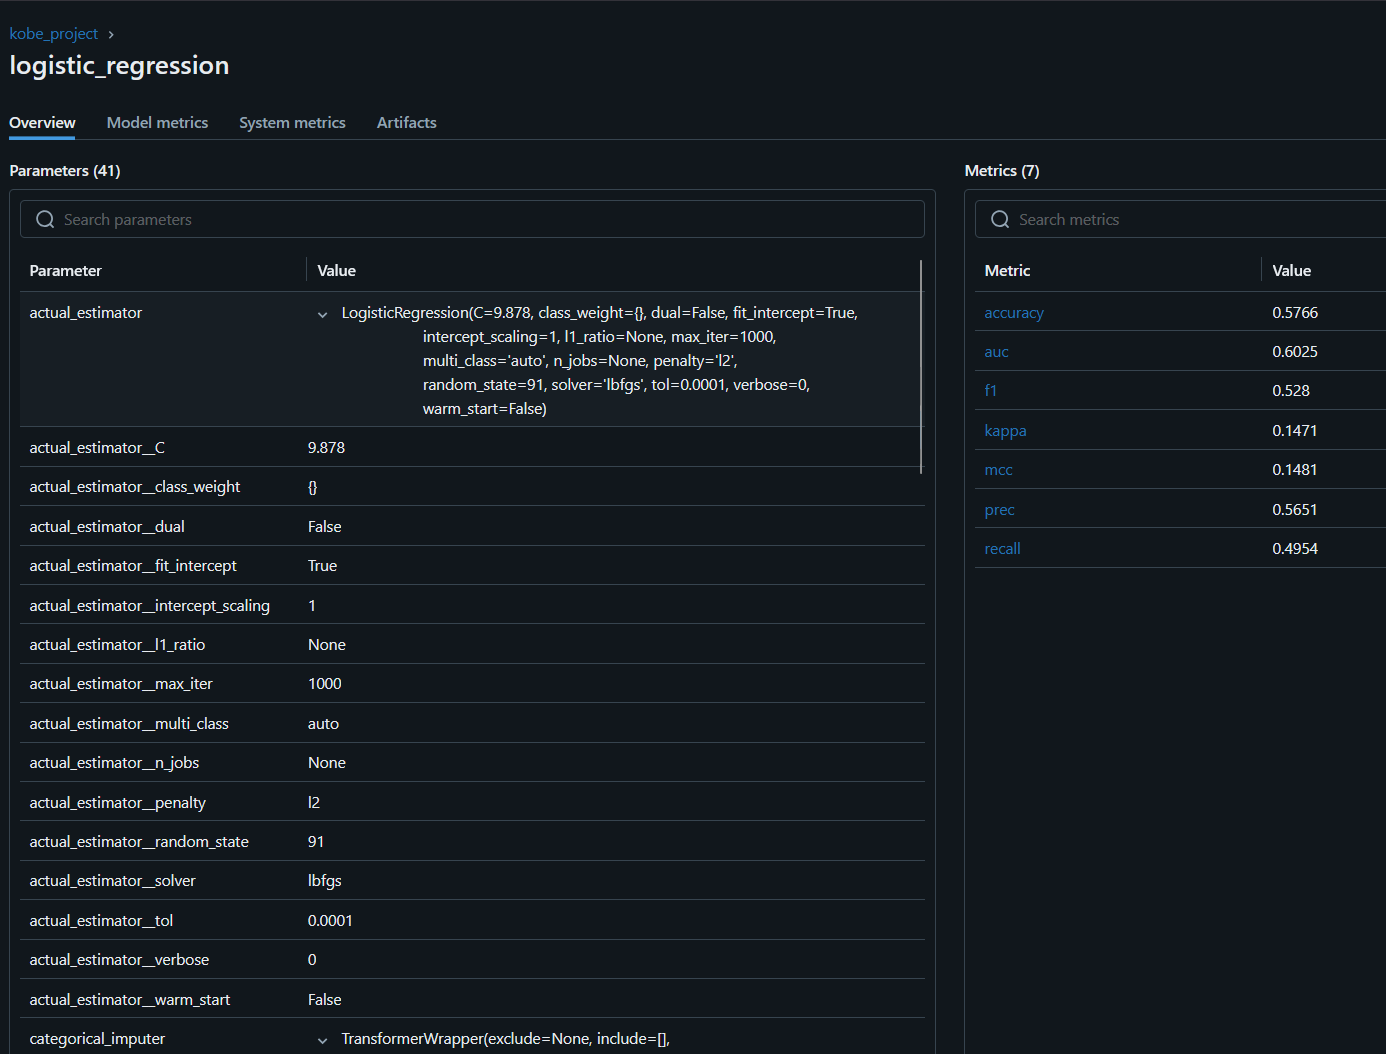 kobe_project ›
logistic_regression
Overview Model metrics System metrics Artifacts
Parameters (41)
Search parameters
Parameter Value
actual_estimator LogisticRegression(C=9.878, class_weight={}, dual=False, fit_intercept=True,
intercept_scaling=1, l1_ratio=None, max_iter=1000,
multi_class='auto', n_jobs=None, penalty='l2',
random_state=91, solver='lbfgs', tol=0.0001, verbose=0,
warm_start=False)
actual_estimator__C 9.878
actual_estimator__class_weight {}
actual_estimator__dual False
actual_estimator__fit_intercept True
actual_estimator__intercept_scaling 1
actual_estimator__l1_ratio None
actual_estimator__max_iter 1000
actual_estimator__multi_class auto
actual_estimator__n_jobs None
actual_estimator__penalty l2
actual_estimator__random_state 91
actual_estimator__solver lbfgs
actual_estimator__tol 0.0001
actual_estimator__verbose 0
actual_estimator__warm_start False
categorical_imputer TransformerWrapper(exclude=None, include=[],
Metrics (7)
Search metrics
Metric Value
accuracy 0.5766
auc 0.6025
f1 0.528
kappa 0.1471
mcc 0.1481
prec 0.5651
recall 0.4954